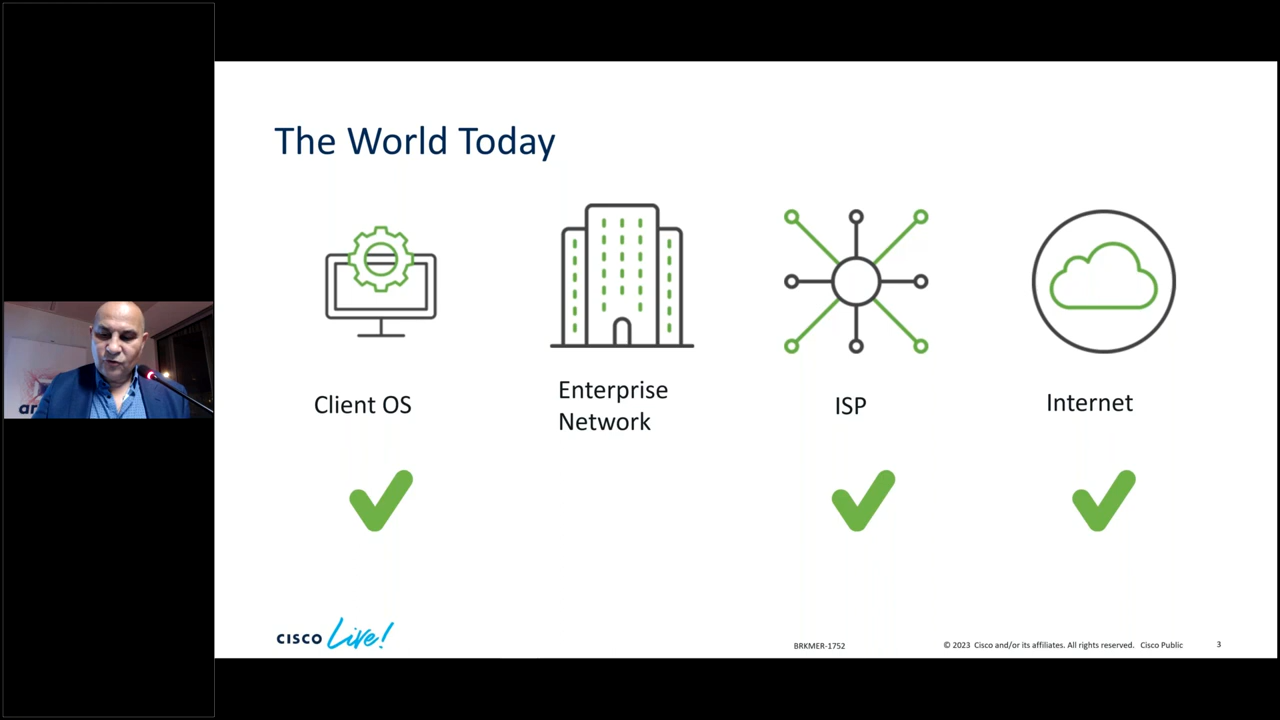 The World Today
Client OS
Enterprise
Network
ISP
Internet
CISCO Live!
BRKMER-1752
© 2023 Cisco and/or its affiliates. All rights reserved. Cisco Public
3